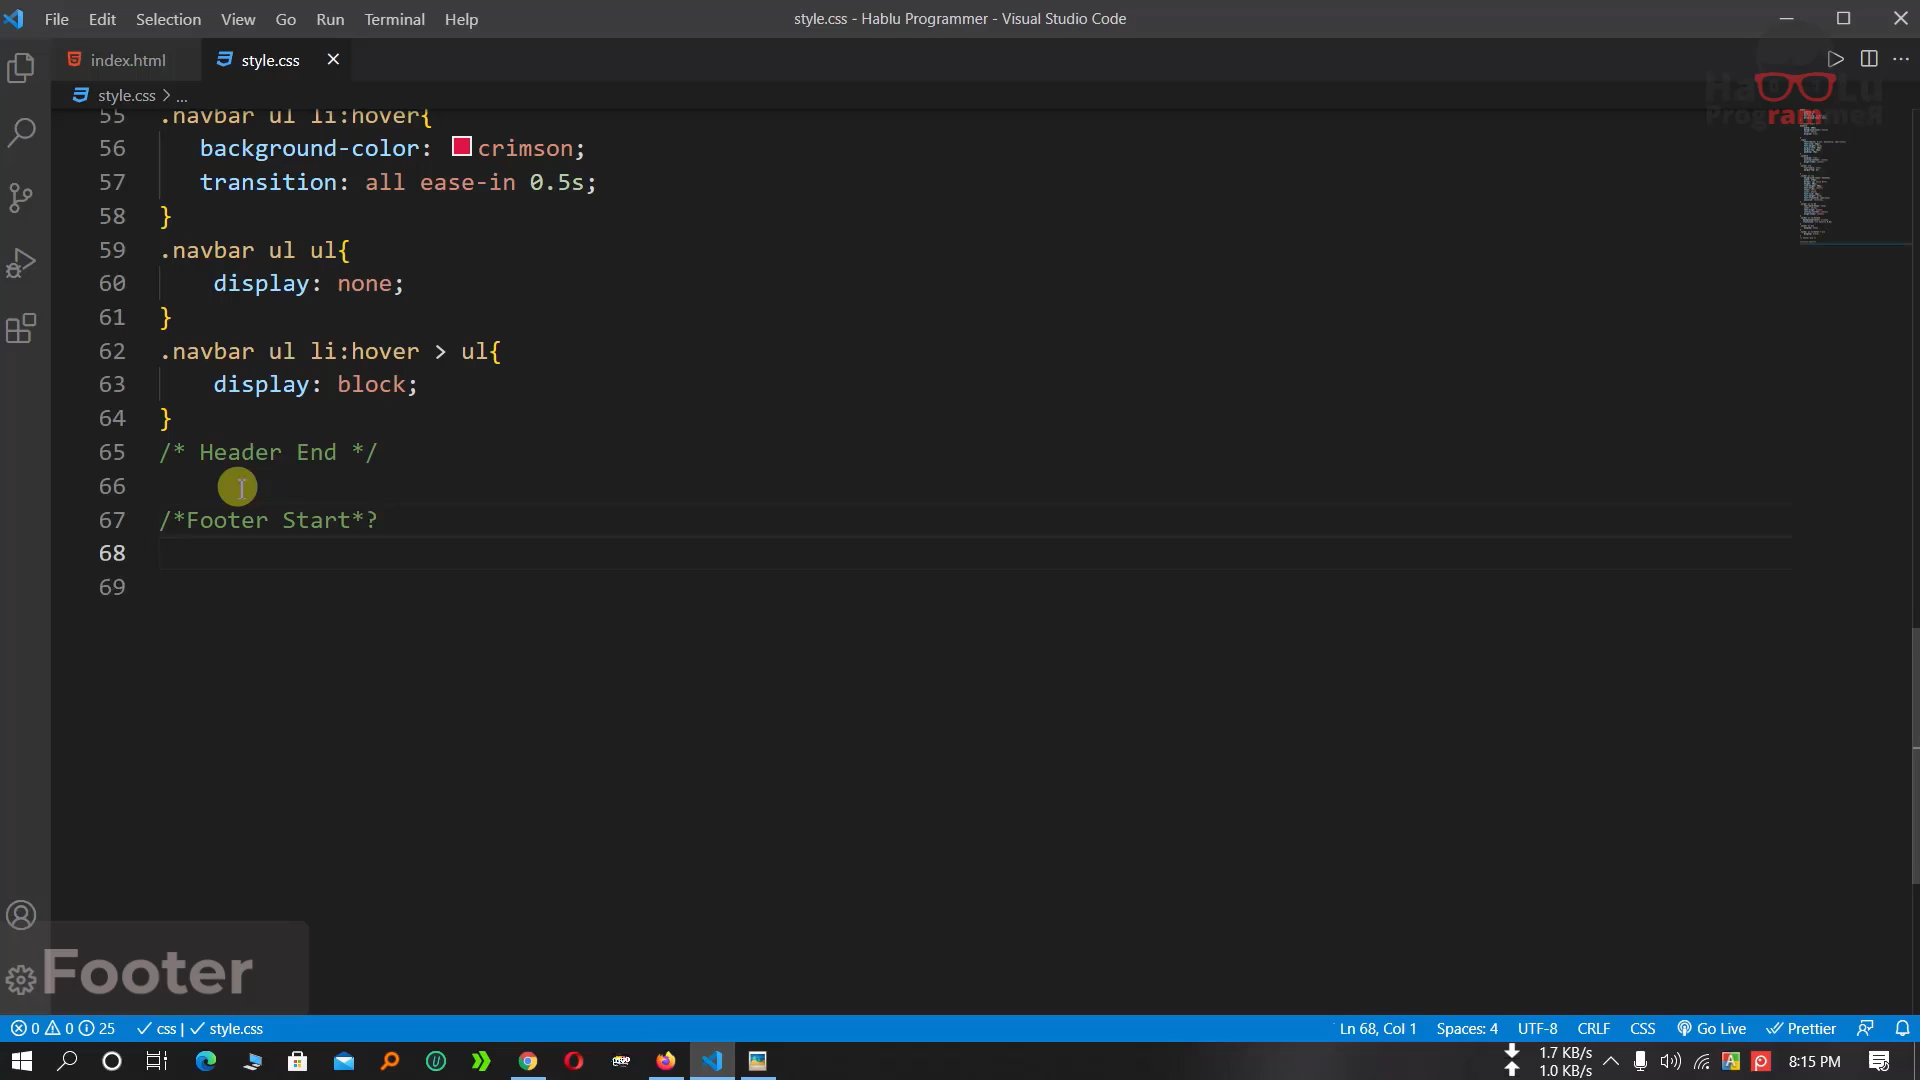 File Edit Selection View Go Run Terminal Help
style.css - Hablu Programmer - Visual Studio Code
index.html
style.css
style.css > ...
55 .navbar ul li:hover{
56 background-color: crimson;
57 transition: all ease-in 0.5s;
58 }
59 .navbar ul ul{
60 display: none;
61 }
62 .navbar ul li:hover > ul{
63 display: block;
64 }
65 /* Header End */
66
67 /*Footer Start*?
68
69
Footer
0 0 25 css | style.css
Ln 68, Col 1 Spaces: 4 UTF-8 CRLF CSS Go Live Prettier
1.7 KB/s
1.0 KB/s
8:15 PM